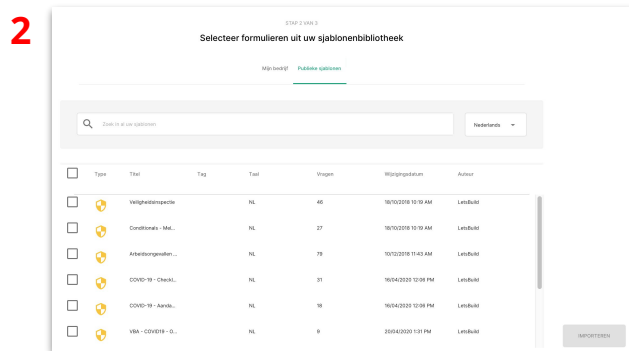 2
STAP 2 VAN 3
Selecteer formulieren uit uw sjablonenbibliotheek
Mijn bedrijf Publieke sjablonen
Zoek in al uw sjablonen Nederlands
Type Titel Tag Taal Vragen Wijzigingsdatum Auteur
Veiligheidsinspectie NL 46 18/10/2018 10:19 AM LetsBuild
Conditionals - Mel... NL 27 18/10/2018 10:19 AM LetsBuild
Arbeidsongevallen ... NL 79 10/12/2018 11:43 AM LetsBuild
COVID-19 - Checkl... NL 31 16/04/2020 12:06 PM LetsBuild
COVID-19 - Aanda... NL 18 16/04/2020 12:06 PM LetsBuild
VBA - COVID19 - O... NL 9 20/04/2020 1:31 PM LetsBuild
IMPORTEREN